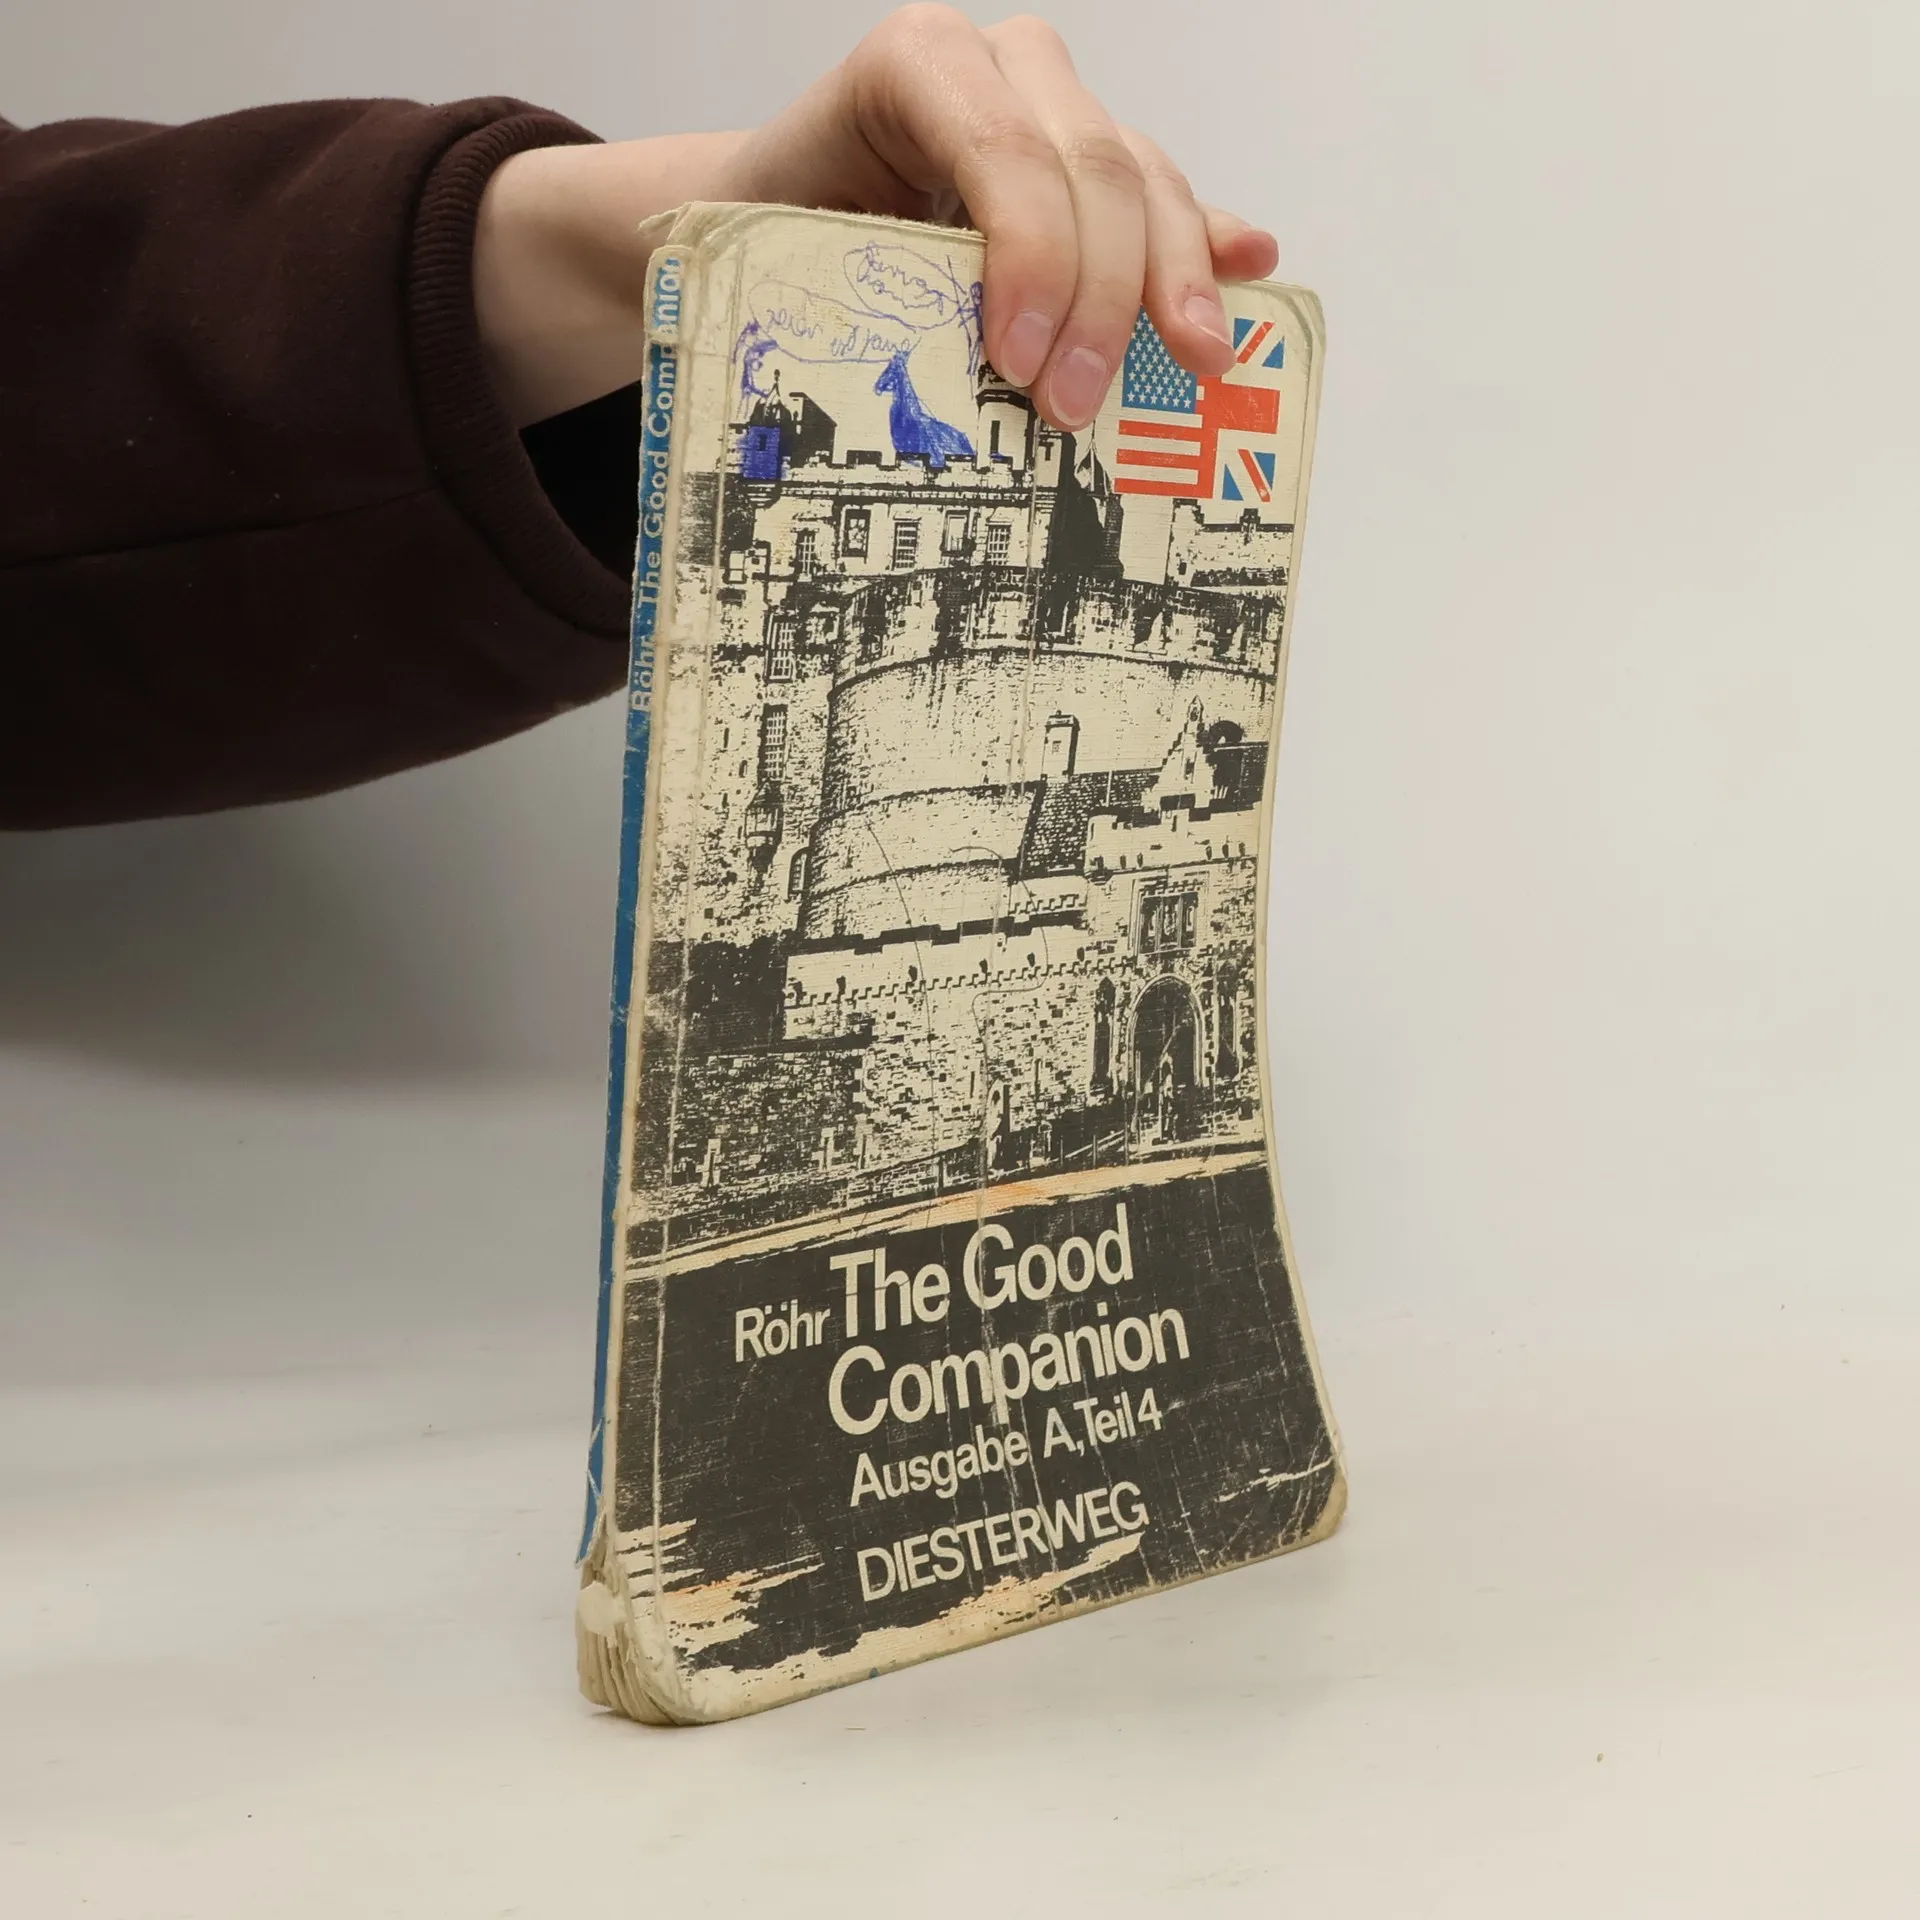 Röhr · The Good Companion
Röhr The Good
Companion
Ausgabe A, Teil 4
DIESTERWEG